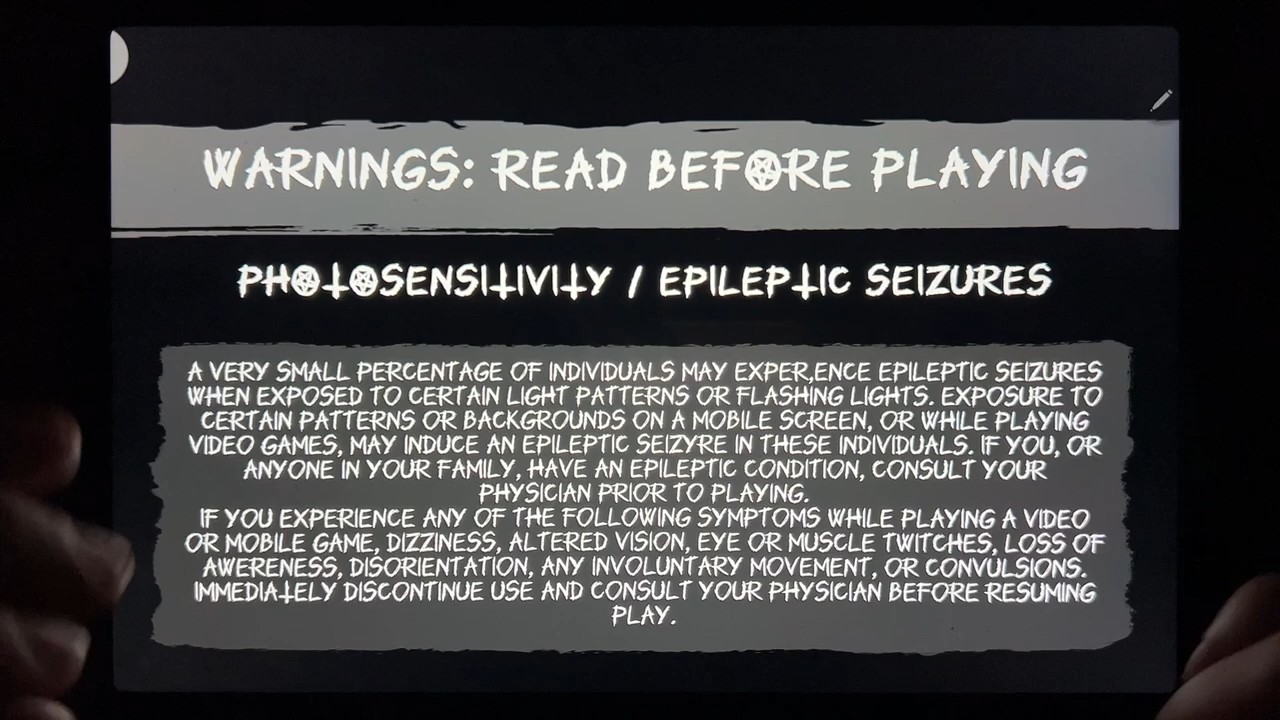 WARNINGS: READ BEFORE PLAYING
PHOTOSENSITIVITY / EPILEPTIC SEIZURES
A VERY SMALL PERCENTAGE OF INDIVIDUALS MAY EXPER,ENCE EPILEPTIC SEIZURES
WHEN EXPOSED TO CERTAIN LIGHT PATTERNS OR FLASHING LIGHTS. EXPOSURE TO
CERTAIN PATTERNS OR BACKGROUNDS ON A MOBILE SCREEN, OR WHILE PLAYING
VIDEO GAMES, MAY INDUCE AN EPILEPTIC SEIZYRE IN THESE INDIVIDUALS. IF YOU, OR
ANYONE IN YOUR FAMILY, HAVE AN EPILEPTIC CONDITION, CONSULT YOUR
PHYSICIAN PRIOR TO PLAYING.
IF YOU EXPERIENCE ANY OF THE FOLLOWING SYMPTOMS WHILE PLAYING A VIDEO
OR MOBILE GAME, DIZZINESS, ALTERED VISION, EYE OR MUSCLE TWITCHES, LOSS OF
AWERENESS, DISORIENTATION, ANY INVOLUNTARY MOVEMENT, OR CONVULSIONS.
IMMEDIATELY DISCONTINUE USE AND CONSULT YOUR PHYSICIAN BEFORE RESUMING
PLAY.